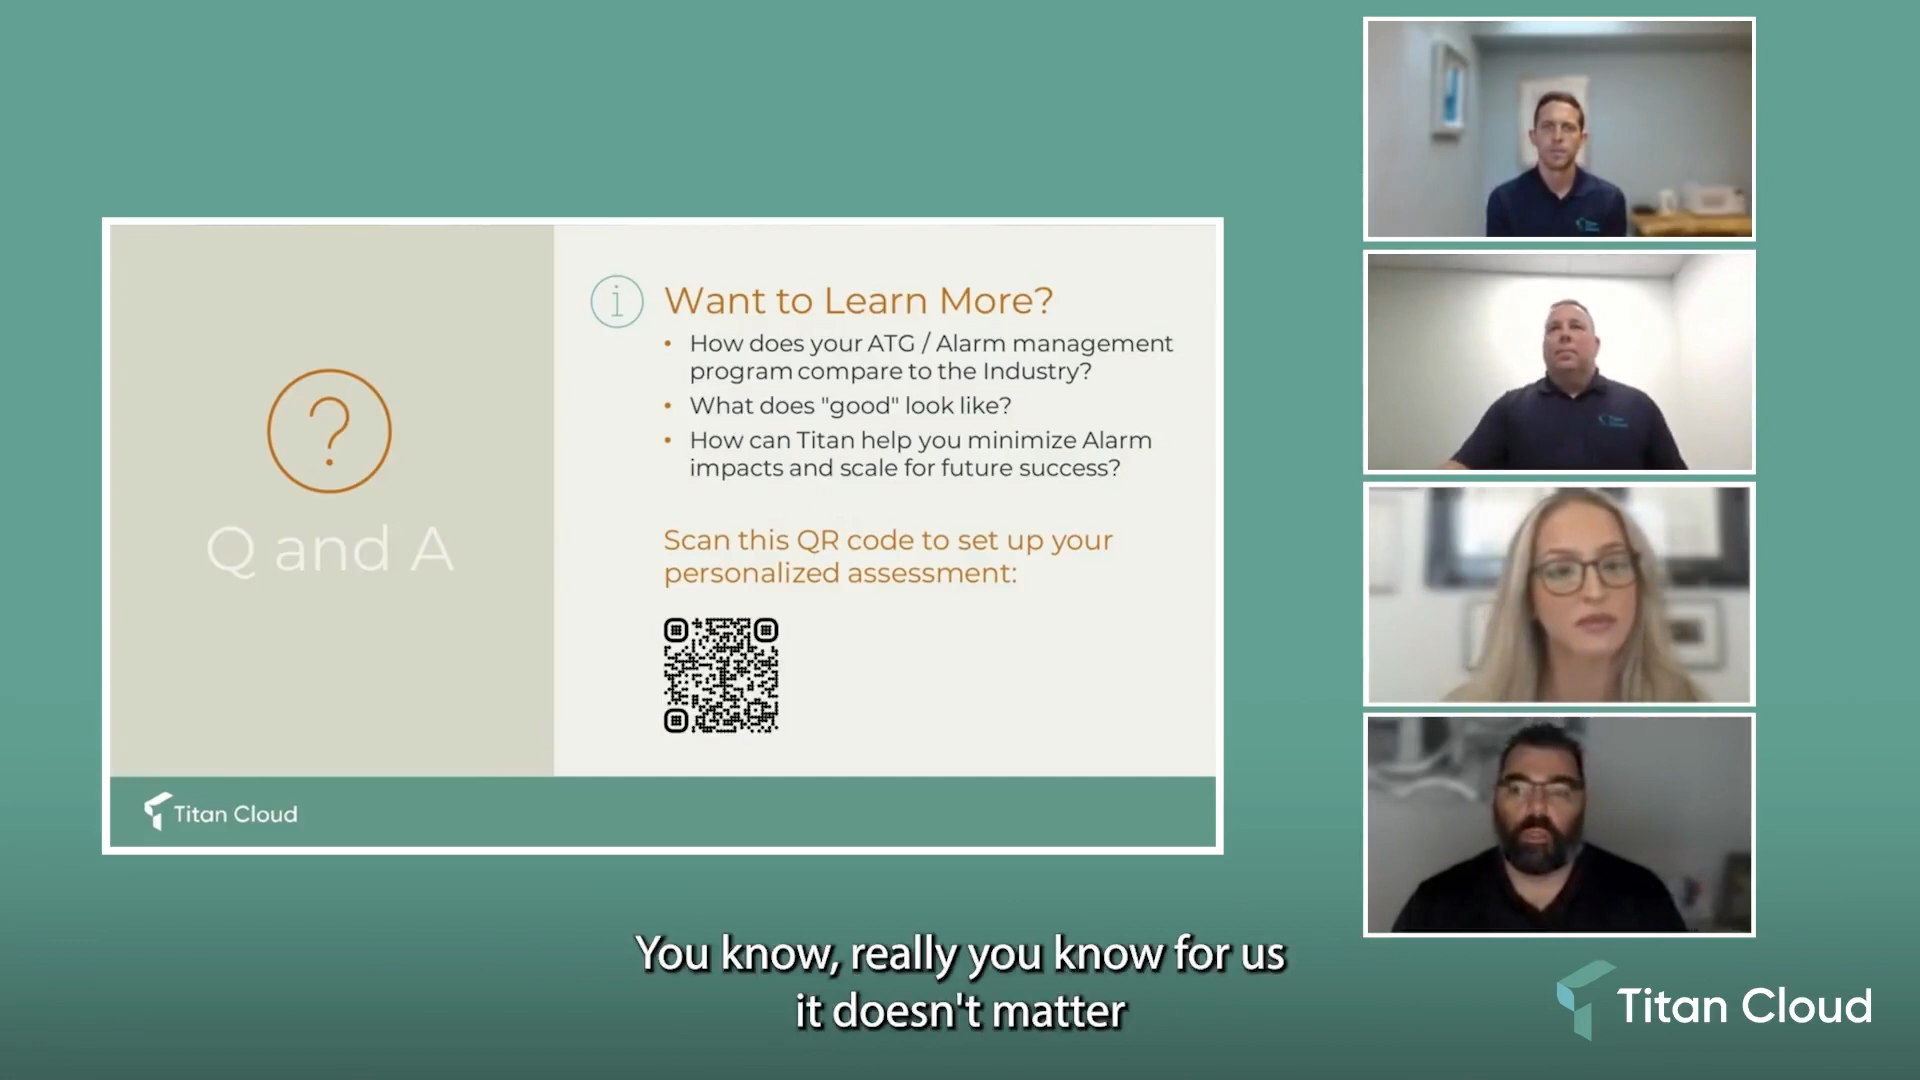 Want to Learn More?
• How does your ATG / Alarm management
program compare to the Industry?
• What does "good" look like?
• How can Titan help you minimize Alarm
impacts and scale for future success?
Q and A
Scan this QR code to set up your
personalized assessment:
Titan Cloud
You know, really you know for us
it doesn't matter
Titan Cloud